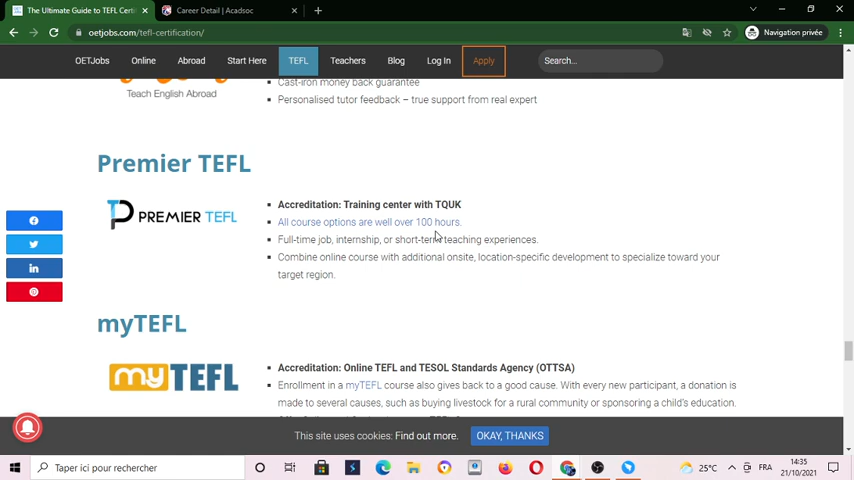 The Ultimate Guide to TEFL Certi
Career Detail | Acadsoc
oetjobs.com/tefl-certification/
Navigation privée
OETJobs Online Abroad Start Here TEFL Teachers Blog Log In Apply Search...
Teach English Abroad
Cast-iron money back guarantee
Personalised tutor feedback – true support from real expert
Premier TEFL
PREMIER TEFL
Accreditation: Training center with TQUK
All course options are well over 100 hours.
Full-time job, internship, or short-term teaching experiences.
Combine online course with additional onsite, location-specific development to specialize toward your
target region.
myTEFL
my TEFL
Accreditation: Online TEFL and TESOL Standards Agency (OTTSA)
Enrollment in a myTEFL course also gives back to a good cause. With every new participant, a donation is
made to several causes, such as buying livestock for a rural community or sponsoring a child's education.
This site uses cookies: Find out more. OKAY, THANKS
Taper ici pour rechercher
25°C
FRA
14:35
21/10/2021